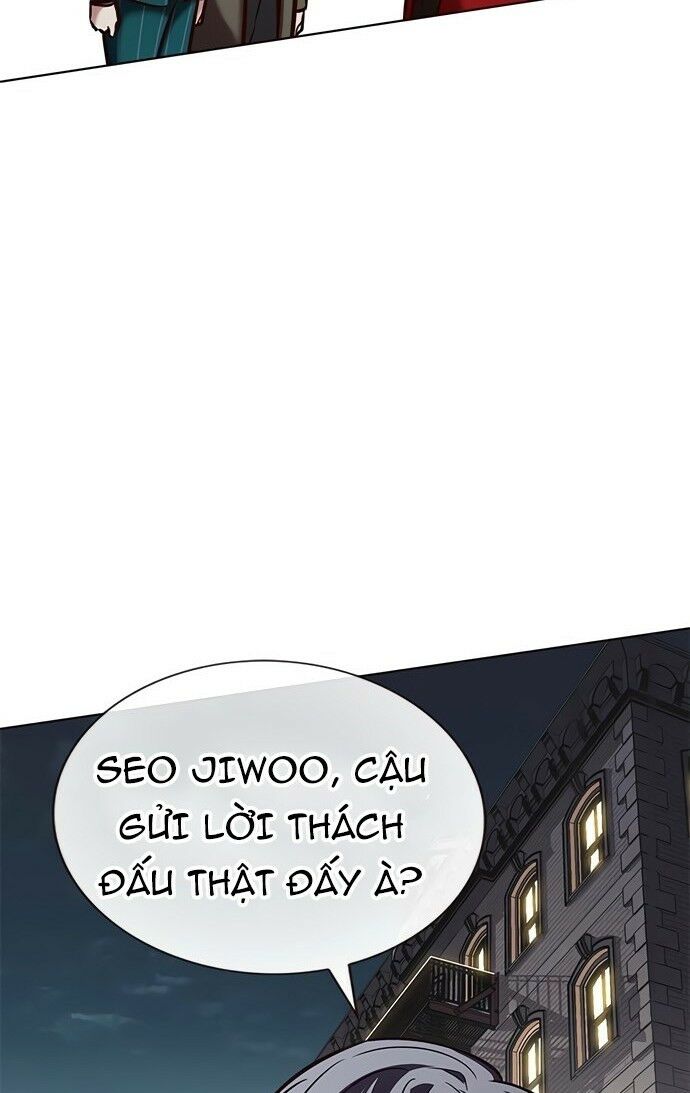 SEO JIWOO, CẬU
GỬI LỜI THÁCH
ĐẤU THẬT ĐẤY À?